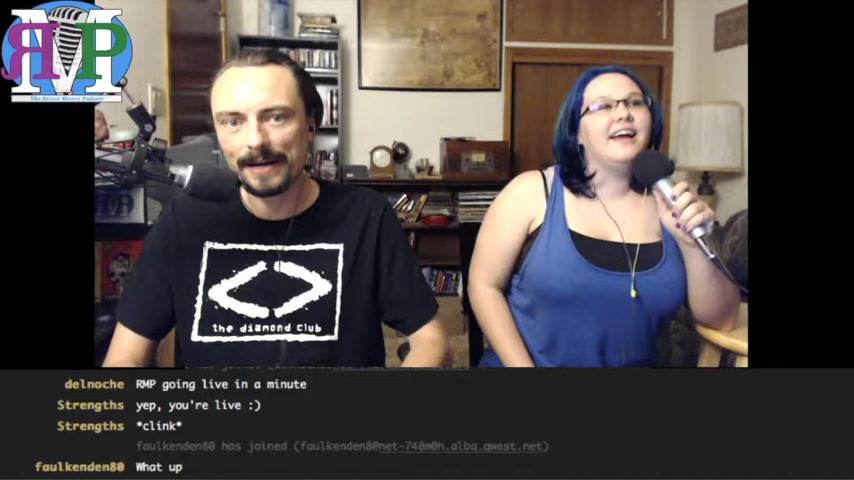 RMP
The Ritual Misery Podcast
the diamond club
delnoche RMP going live in a minute
Strengths yep, you're live :)
Strengths *clink*
faulkenden80 has joined (faulkenden8@net-748m0h.albq.qwest.net)
faulkenden80 What up